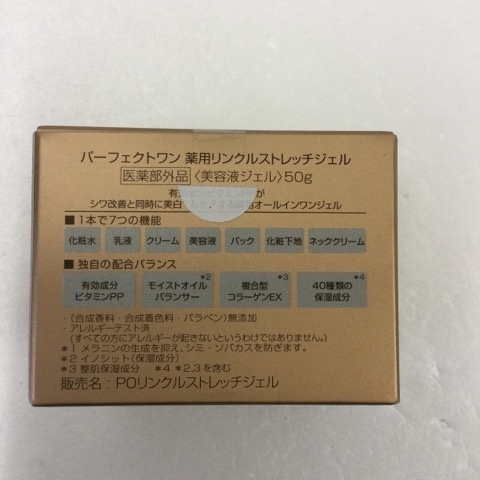 パーフェクトワン 薬用リンクルストレッチジェル
医薬部外品 〈美容液ジェル〉50g
が
シワ改善と同時に美白 オールインワンジェル
■ 1本で7つの機能
化粧水 乳液 クリーム 美容液 パック 化粧下地 ネッククリーム
■ 独自の配合バランス
有効成分 ビタミンPP モイストオイル バランサー*2 複合型 コラーゲンEX*3 40種類の 保湿成分*4
・(合成香料・合成着色料・パラベン)無添加
・アレルギーテスト済
(すべての方にアレルギーが起きないというわけではありません。)
*1 メラニンの生成を抑え、シミ・ソバカスを防ぎます。
*2 イノシット(保湿成分)
*3 整肌保湿成分 *4 *2,3を含む
販売名：POリンクルストレッチジェル